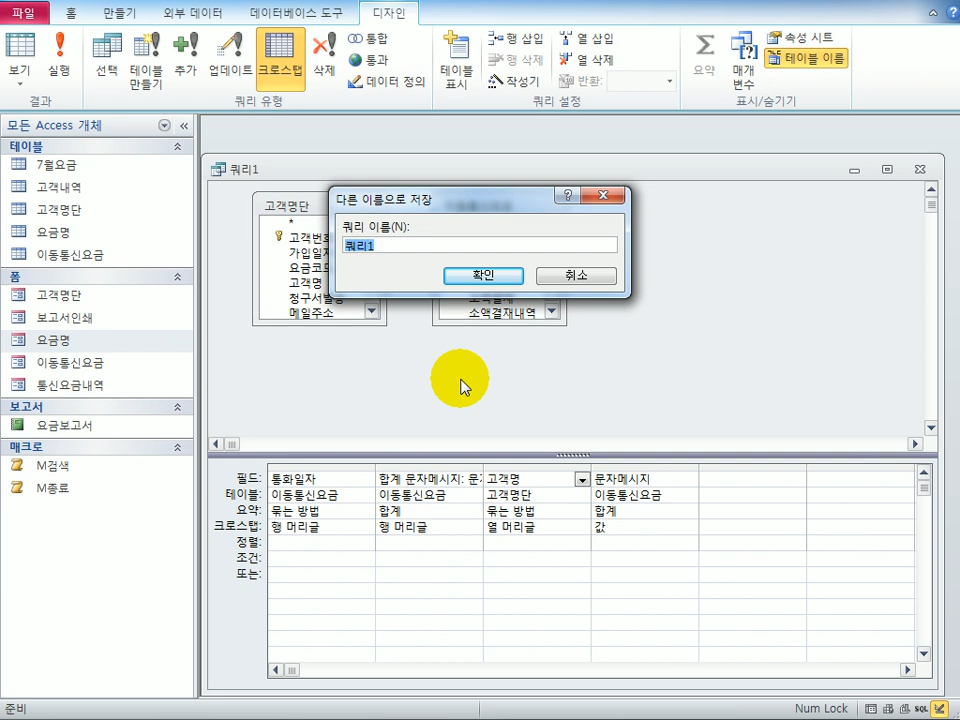 파일 홈 만들기 외부 데이터 데이터베이스 도구 디자인
보기 실행 선택 테이블 만들기 추가 업데이트 크로스탭 삭제
통합
통과
데이터 정의
테이블 표시
행 삽입
행 삭제
작성기
열 삽입
열 삭제
반환:
요약
매개 변수
속성 시트
테이블 이름
결과 쿼리 유형 쿼리 설정 표시/숨기기
모든 Access 개체
테이블
7월요금
고객내역
고객명단
요금명
이동통신요금
폼
고객명단
보고서인쇄
요금명
이동통신요금
통신요금내역
보고서
요금보고서
매크로
M검색
M종료
쿼리1
고객명단
*
고객번호
가입일자
요금코드
고객명
청구서발송
메일주소
소액결재내역
다른 이름으로 저장
쿼리 이름(N):
쿼리1
확인 취소
필드: 통화일자 합계 문자메시지: 문자 고객명 문자메시지
테이블: 이동통신요금 이동통신요금 고객명단 이동통신요금
요약: 묶는 방법 합계 묶는 방법 합계
크로스탭: 행 머리글 행 머리글 열 머리글 값
정렬:
조건:
또는:
준비 Num Lock SQL